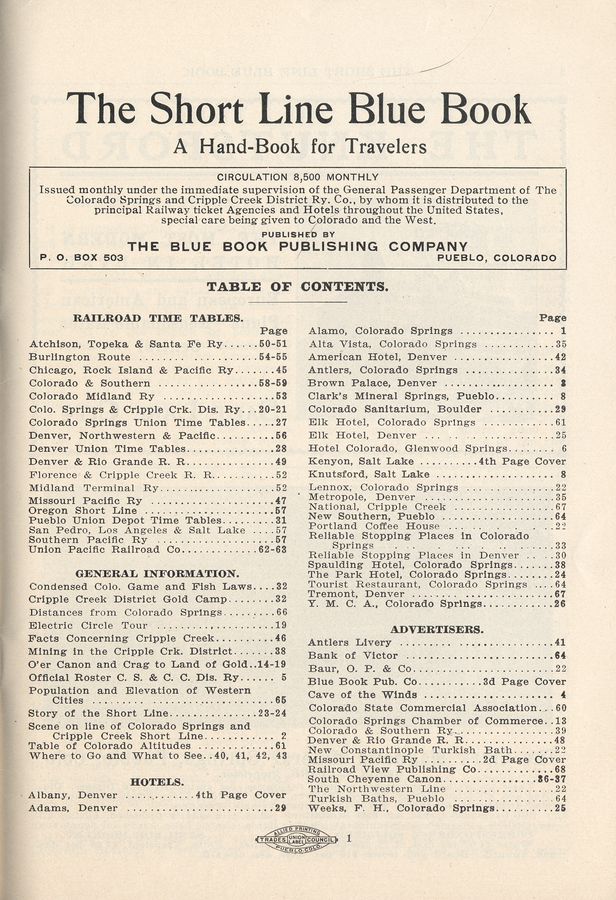 The Short Line Blue Book
A Hand-Book for Travelers
CIRCULATION 8,500 MONTHLY
Issued monthly under the immediate supervision of the General Passenger Department of The
Colorado Springs and Cripple Creek District Ry. Co., by whom it is distributed to the
principal Railway ticket Agencies and Hotels throughout the United States,
special care being given to Colorado and the West.
PUBLISHED BY
THE BLUE BOOK PUBLISHING COMPANY
P. O. BOX 503 PUEBLO, COLORADO
TABLE OF CONTENTS.
RAILROAD TIME TABLES.
Page
Atchison, Topeka & Santa Fe Ry......50-51
Burlington Route ........ ...........54-55
Chicago, Rock Island & Pacific Ry.......45
Colorado & Southern ................58-59
Colorado Midland Ry ...................53
Colo. Springs & Cripple Crk. Dis. Ry...20-21
Colorado Springs Union Time Tables.....27
Denver, Northwestern & Pacific..........56
Denver Union Time Tables...............28
Denver & Rio Grande R. R...............49
Florence & Cripple Creek R. R..........52
Midland Terminal Ry...................52
Missouri Pacific Ry ...................47
Oregon Short Line .....................57
Pueblo Union Depot Time Tables.........31
San Pedro, Los Angeles & Salt Lake ....57
Southern Pacific Ry ...................57
Union Pacific Railroad Co............62-63
GENERAL INFORMATION.
Condensed Colo. Game and Fish Laws....32
Cripple Creek District Gold Camp.......32
Distances from Colorado Springs ........66
Electric Circle Tour ...................19
Facts Concerning Cripple Creek.........46
Mining in the Cripple Crk. District......38
O'er Canon and Crag to Land of Gold..14-19
Official Roster C. S. & C. C. Dis. Ry...... 5
Population and Elevation of Western
Cities ..............................65
Story of the Short Line..............23-24
Scene on line of Colorado Springs and
Cripple Creek Short Line............. 2
Table of Colorado Altitudes ............61
Where to Go and What to See..40, 41, 42, 43
HOTELS.
Albany, Denver ...........4th Page Cover
Adams, Denver .........................29
Page
Alamo, Colorado Springs ................ 1
Alta Vista, Colorado Springs ............35
American Hotel, Denver ................42
Antlers, Colorado Springs ..............34
Brown Palace, Denver .................. 3
Clark's Mineral Springs, Pueblo.......... 8
Colorado Sanitarium, Boulder ...........29
Elk Hotel, Colorado Springs ............61
Elk Hotel, Denver .....................25
Hotel Colorado, Glenwood Springs........ 6
Kenyon, Salt Lake .........4th Page Cover
Knutsford, Salt Lake ................... 8
Lennox, Colorado Springs ...............22
Metropole, Denver .....................35
National, Cripple Creek ................67
New Southern, Pueblo ..................64
Portland Coffee House .................22
Reliable Stopping Places in Colorado
Springs ............................33
Reliable Stopping Places in Denver .....30
Spaulding Hotel, Colorado Springs.......38
The Park Hotel, Colorado Springs........24
Tourist Restaurant, Colorado Springs ...64
Tremont, Denver .......................67
Y. M. C. A., Colorado Springs............26
ADVERTISERS.
Antlers Livery .........................41
Bank of Victor .........................64
Baur, O. P. & Co........................22
Blue Book Pub. Co..........3d Page Cover
Cave of the Winds ..................... 4
Colorado State Commercial Association...60
Colorado Springs Chamber of Commerce..13
Colorado & Southern Ry.................39
Denver & Rio Grande R. R...............48
New Constantinople Turkish Bath........22
Missouri Pacific Ry .........2d Page Cover
Railroad View Publishing Co............68
South Cheyenne Canon................36-37
The Northwestern Line .................22
Turkish Baths, Pueblo ..................64
Weeks, F. H., Colorado Springs..........25
ALLIED PRINTING
TRADES UNION LABEL COUNCIL
PUEBLO COLO.
1